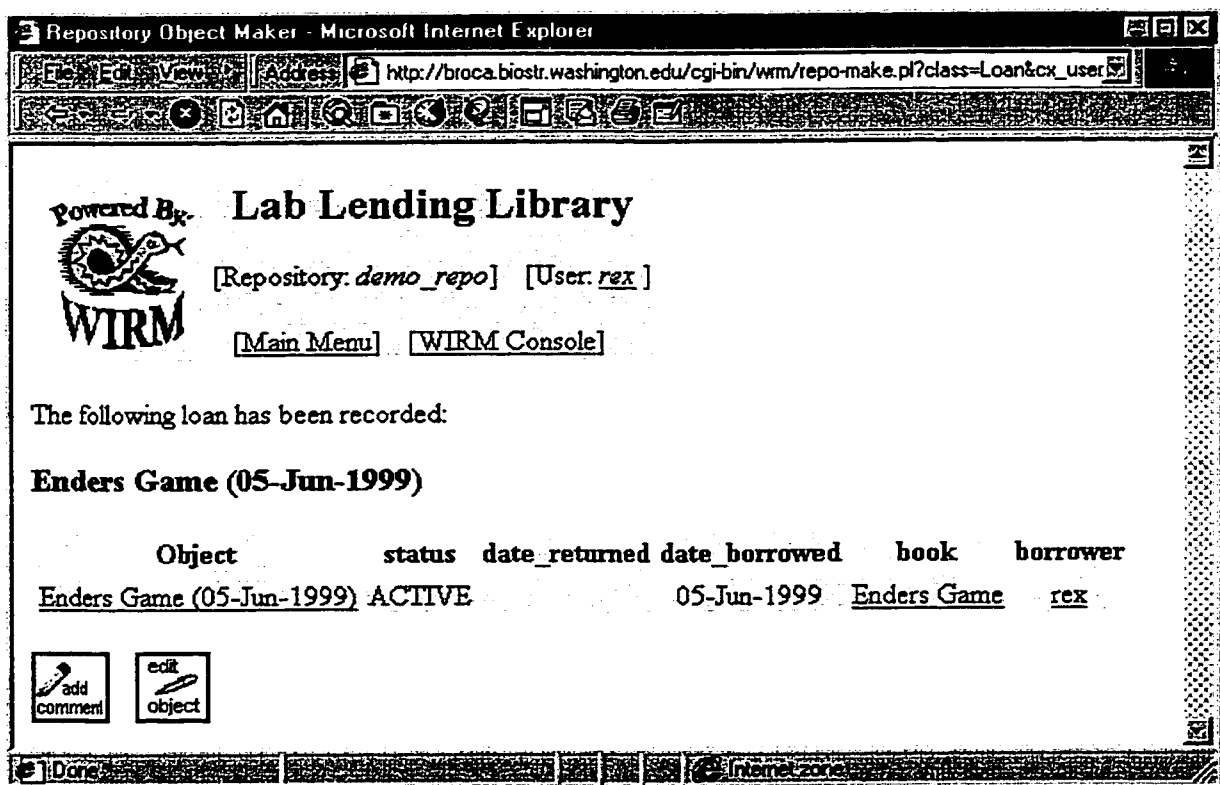 Repository Object Maker - Microsoft Internet Explorer
File Edit View Address http://broca.biostr.washington.edu/cgi-bin/wrm/repo-make.pl?class=Loan&cx_user
Powered By- Lab Lending Library
[Repository: demo_repo] [User: rex ]
WIRM
[Main Menu] [WIRM Console]
The following loan has been recorded:
Enders Game (05-Jun-1999)
Object status date_returned date_borrowed book borrower
Enders Game (05-Jun-1999) ACTIVE 05-Jun-1999 Enders Game rex
add comment
edit object
Done Internet zone